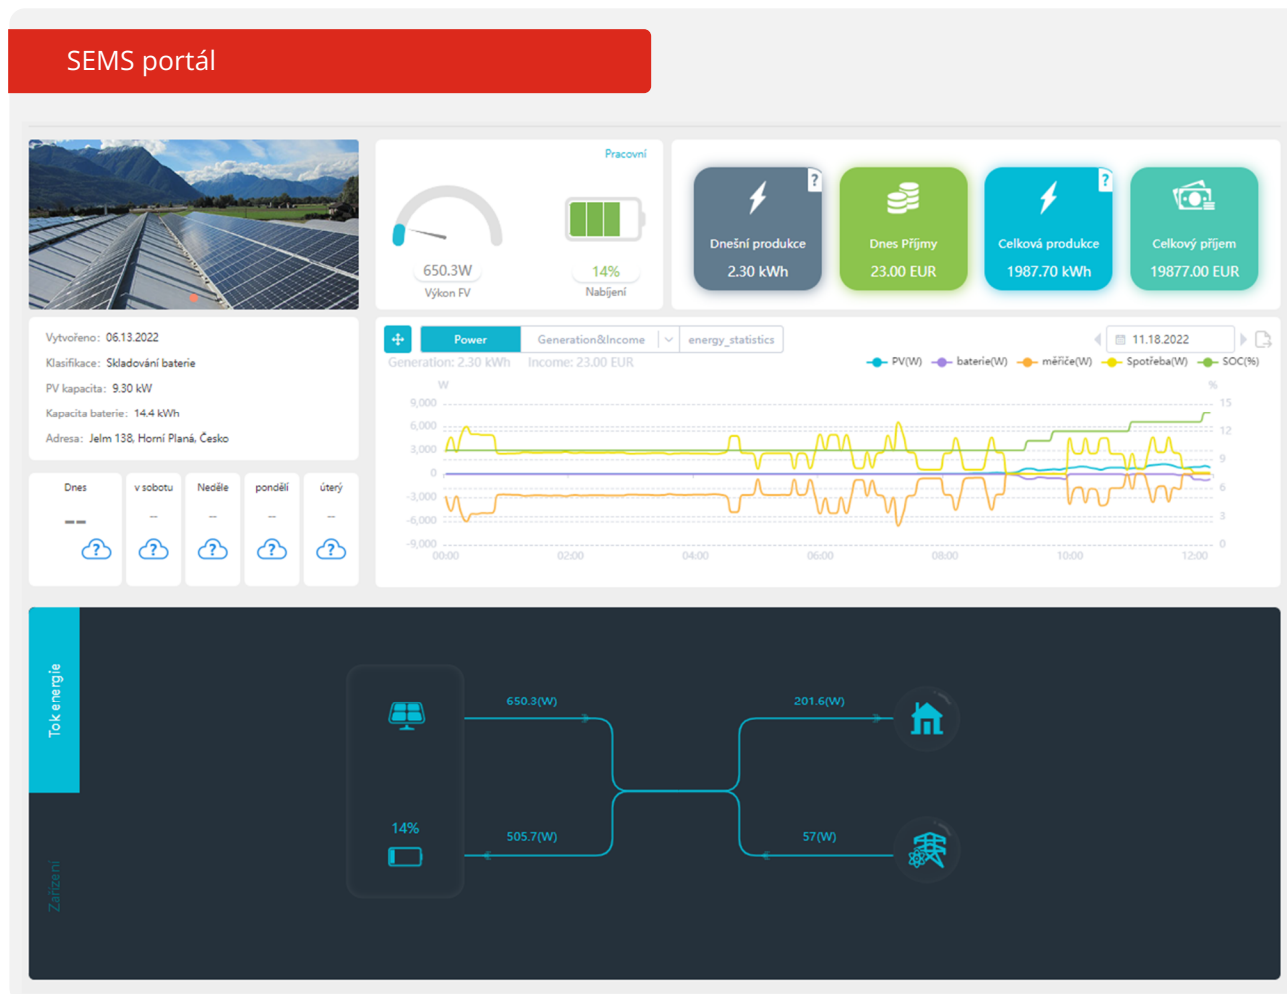 SEMS portál
Pracovní
650.3W
Výkon FV
14%
Nabíjení
?
Dnešní produkce
2.30 kWh
Dnes Příjmy
23.00 EUR
?
Celková produkce
1987.70 kWh
Celkový příjem
19877.00 EUR
Vytvořeno: 06.13.2022
Klasifikace: Skladování baterie
PV kapacita: 9.30 kW
Kapacita baterie: 14.4 kWh
Adresa: Jelm 138, Horní Planá, Česko
Dnes v sobotu Neděle pondělí úterý
-- -- -- -- --
? ? ? ? ?
Power Generation&Income energy_statistics 11.18.2022
Generation: 2.30 kWh Income: 23.00 EUR PV(W) baterie(W) měřiče(W) Spotřeba(W) SOC(%)
W %
9,000 15
6,000 12
3,000 9
0
-3,000 6
-6,000 3
-9,000 0
00:00 02:00 04:00 06:00 08:00 10:00 12:00
Tok energie
Zařízení
650.3(W) 201.6(W)
14%
505.7(W) 57(W)